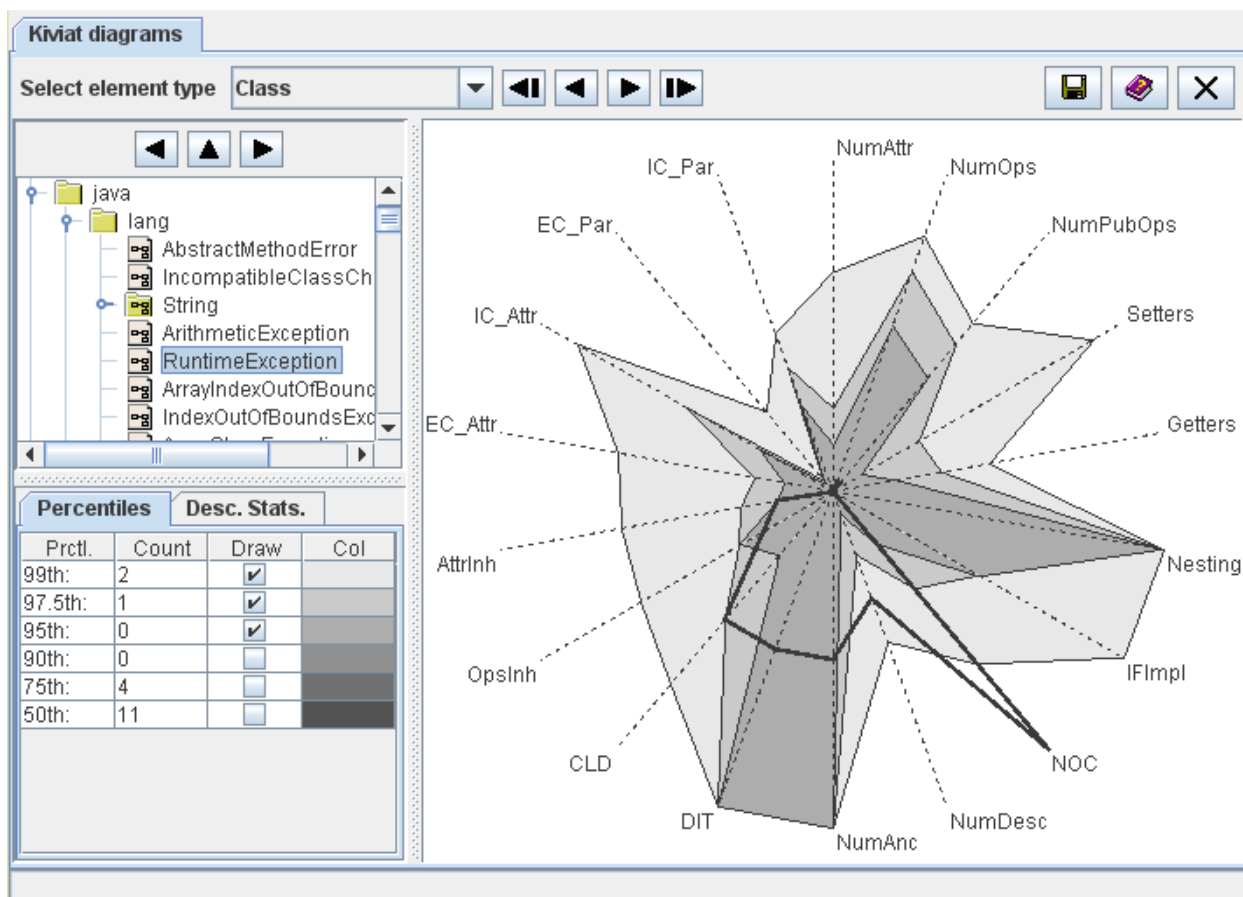 Kiviat diagrams
Select element type Class
java
lang
AbstractMethodError
IncompatibleClassCh
String
ArithmeticException
RuntimeException
ArrayIndexOutOfBounc
IndexOutOfBoundsExc
Percentiles Desc. Stats.
Prctl. Count Draw Col
99th: 2
97.5th: 1
95th: 0
90th: 0
75th: 4
50th: 11
NumAttr
NumOps
NumPubOps
Setters
Getters
Nesting
IFImpl
NOC
NumDesc
NumAnc
DIT
CLD
OpsInh
AttrInh
EC_Attr
IC_Attr
EC_Par
IC_Par